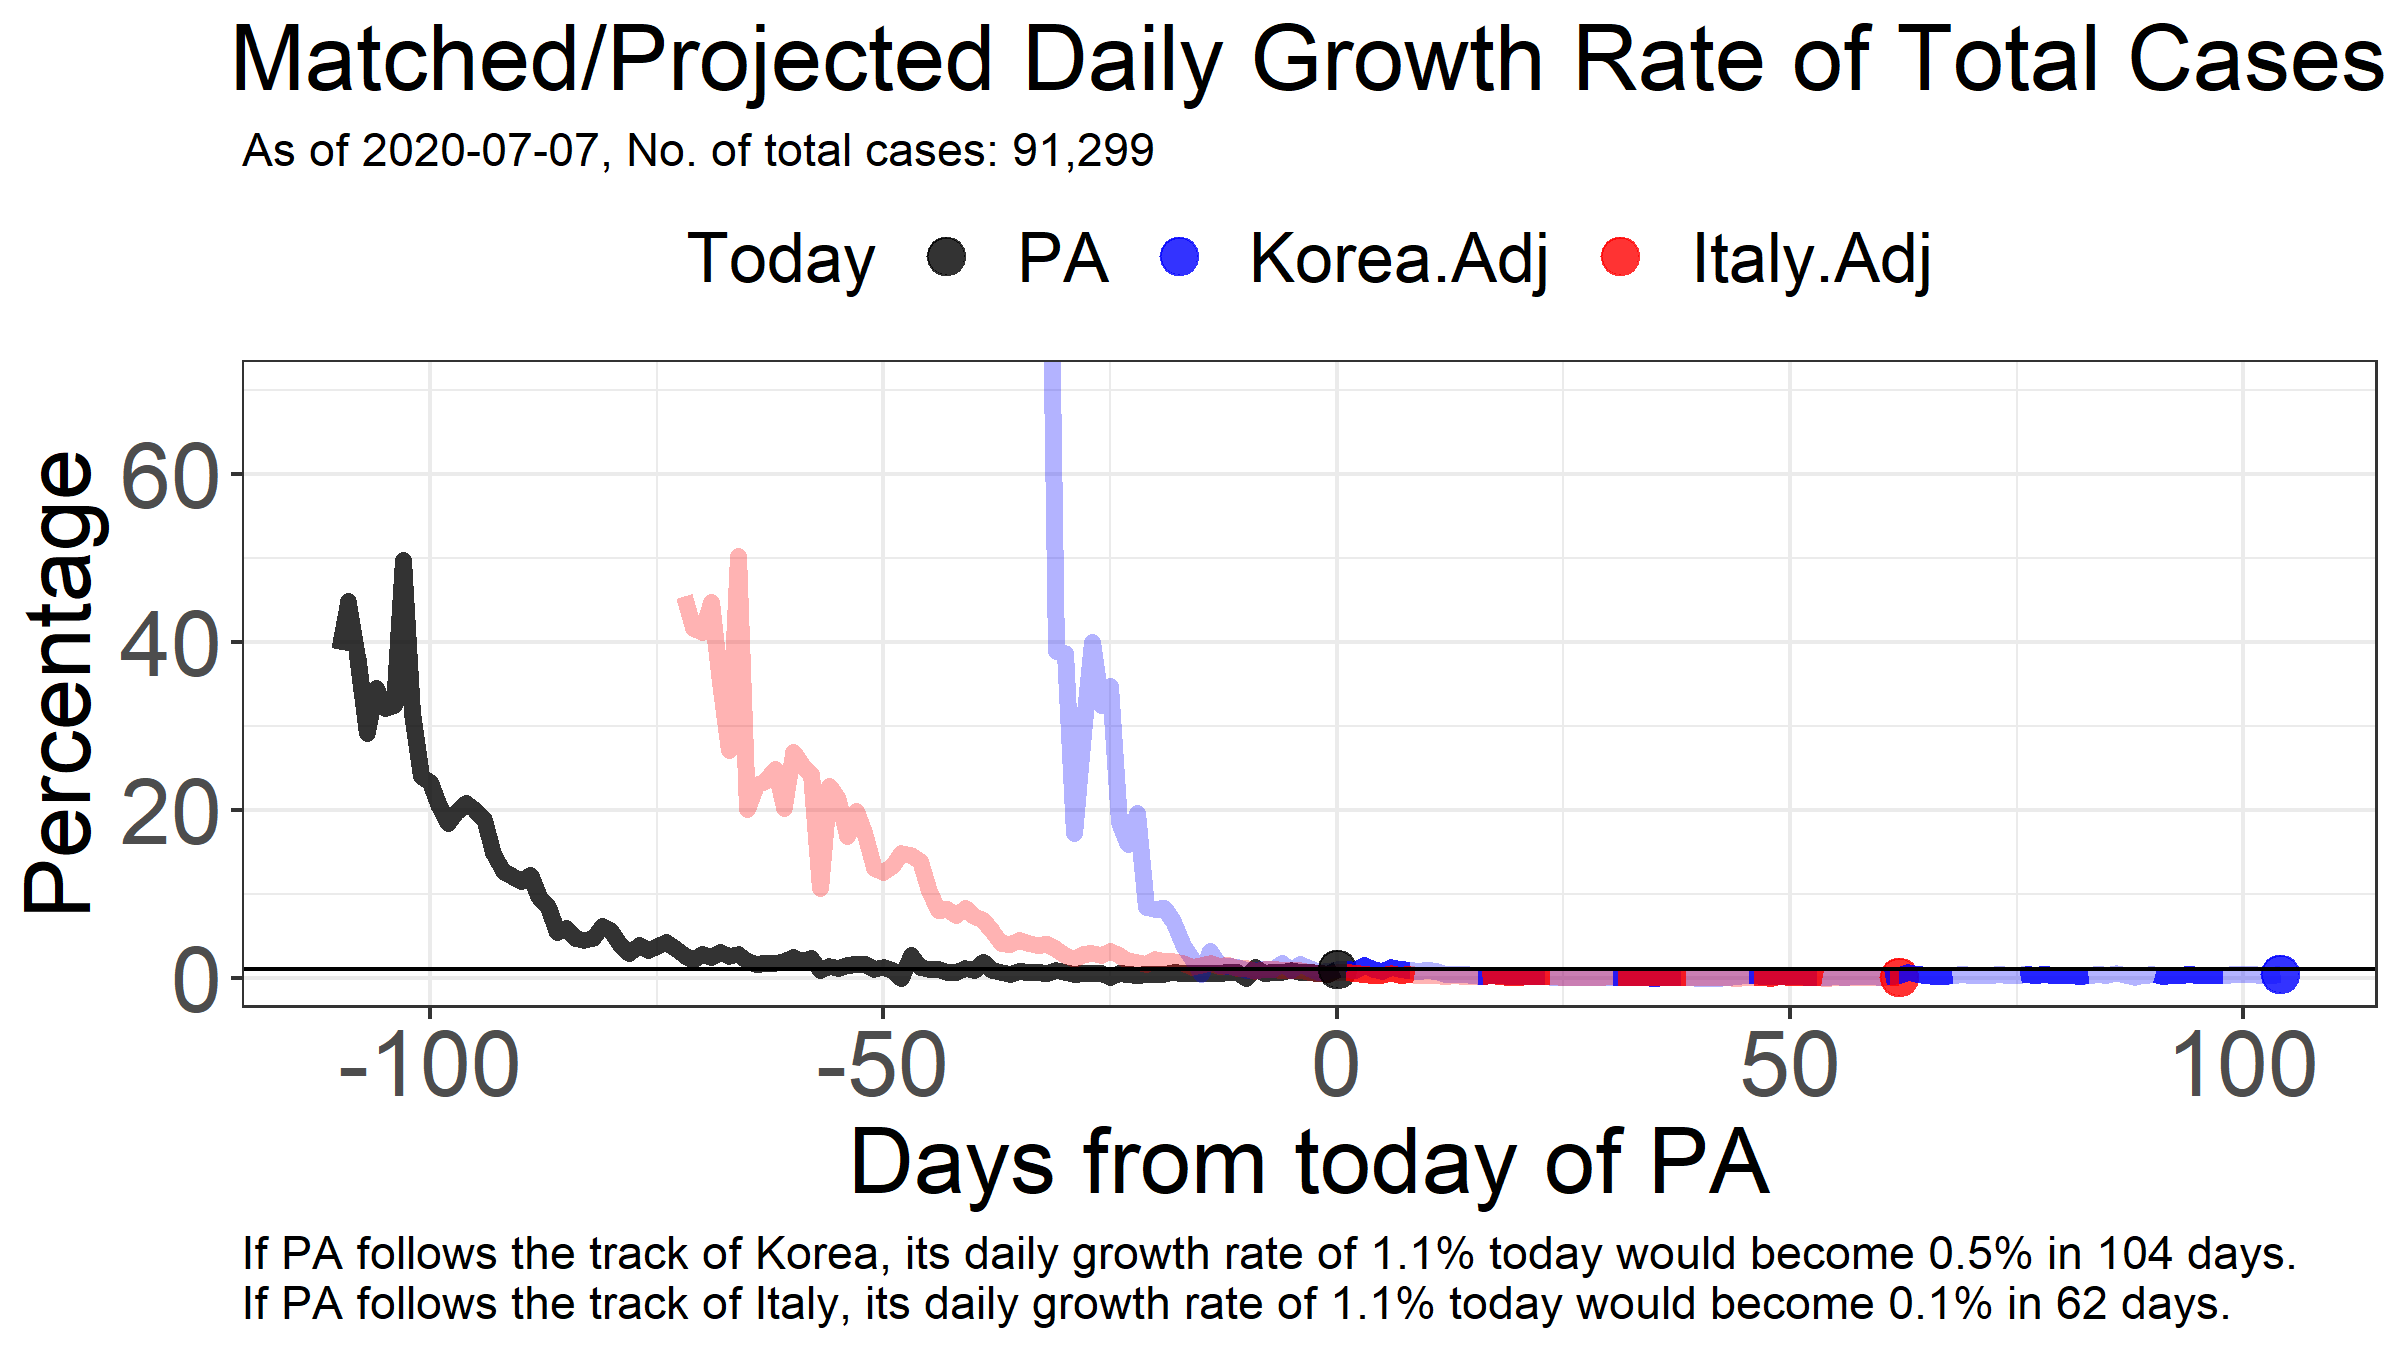 Matched/Projected Daily Growth Rate of Total Cases
As of 2020-07-07, No. of total cases: 91,299
Today PA Korea.Adj Italy.Adj
Percentage
60
40
20
0
-100 -50 0 50 100
Days from today of PA
If PA follows the track of Korea, its daily growth rate of 1.1% today would become 0.5% in 104 days.
If PA follows the track of Italy, its daily growth rate of 1.1% today would become 0.1% in 62 days.